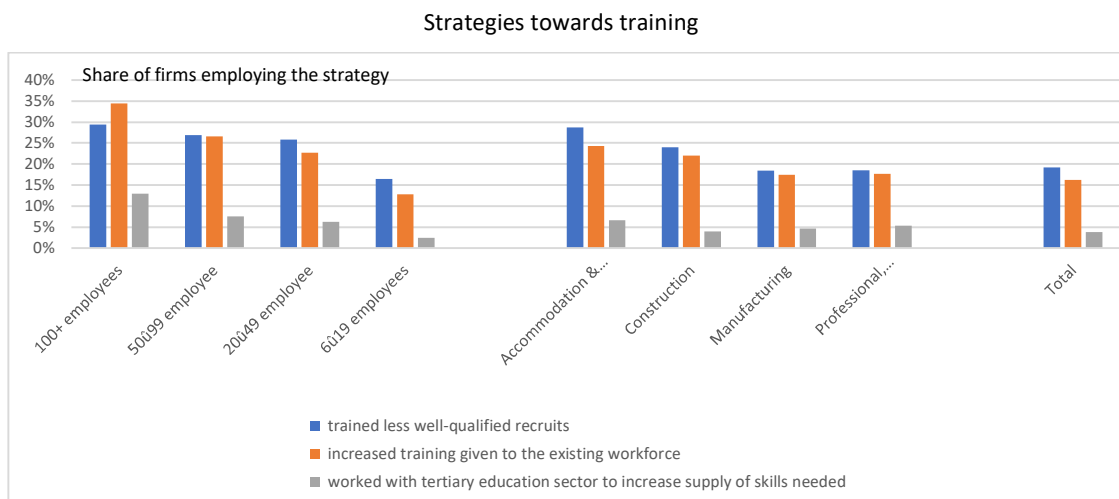 Strategies towards training
Share of firms employing the strategy
40%
35%
30%
25%
20%
15%
10%
5%
0%
100+ employees
50û99 employee
20û49 employee
6û19 employees
Accommodation &...
Construction
Manufacturing
Professional,...
Total
trained less well-qualified recruits
increased training given to the existing workforce
worked with tertiary education sector to increase supply of skills needed